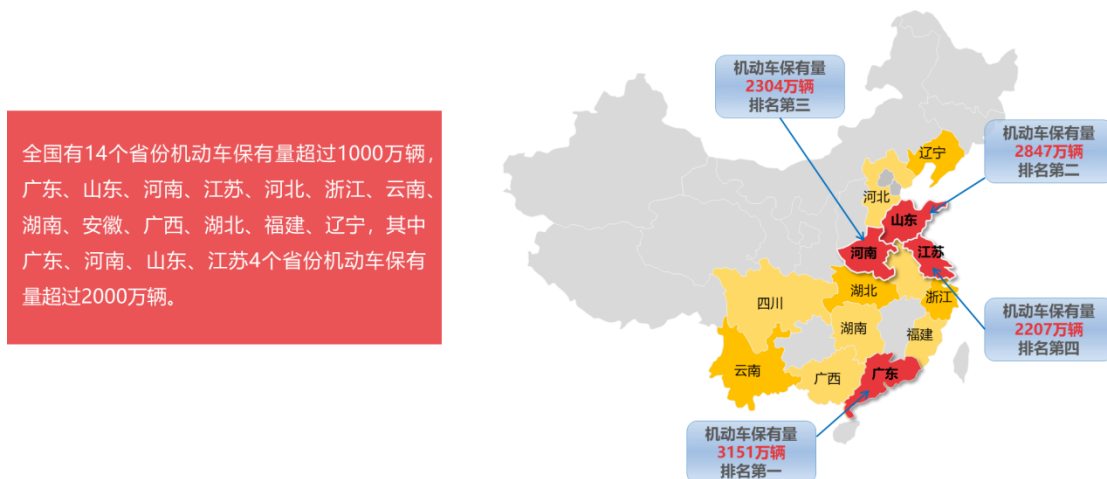 全国有14个省份机动车保有量超过1000万辆，
广东、山东、河南、江苏、河北、浙江、云南、
湖南、安徽、广西、湖北、福建、辽宁，其中
广东、河南、山东、江苏4个省份机动车保有
量超过2000万辆。
机动车保有量
2304万辆
排名第三
机动车保有量
2847万辆
排名第二
辽宁
河北
山东
河南
江苏
四川
湖北
浙江
机动车保有量
2207万辆
排名第四
湖南
福建
云南
广西
广东
机动车保有量
3151万辆
排名第一